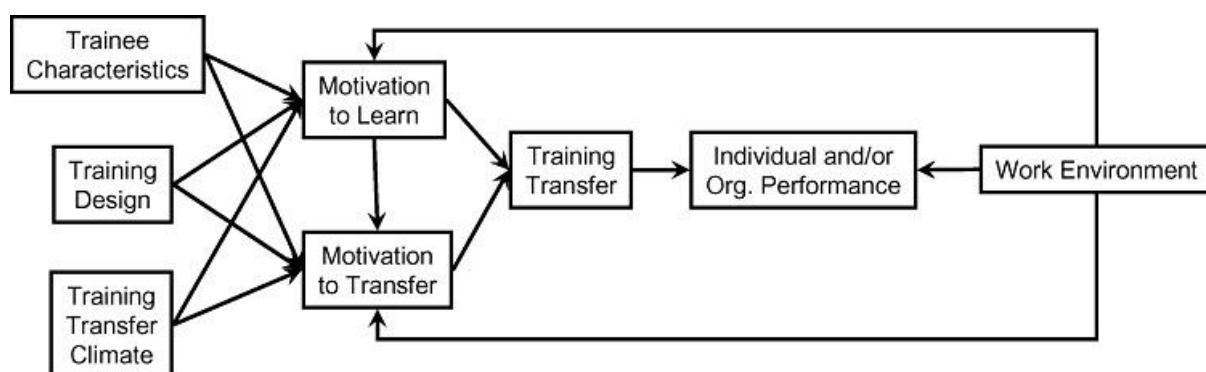 Trainee
Characteristics
Training
Design
Training
Transfer
Climate
Motivation
to Learn
Motivation
to Transfer
Training
Transfer
Individual and/or
Org. Performance
Work Environment